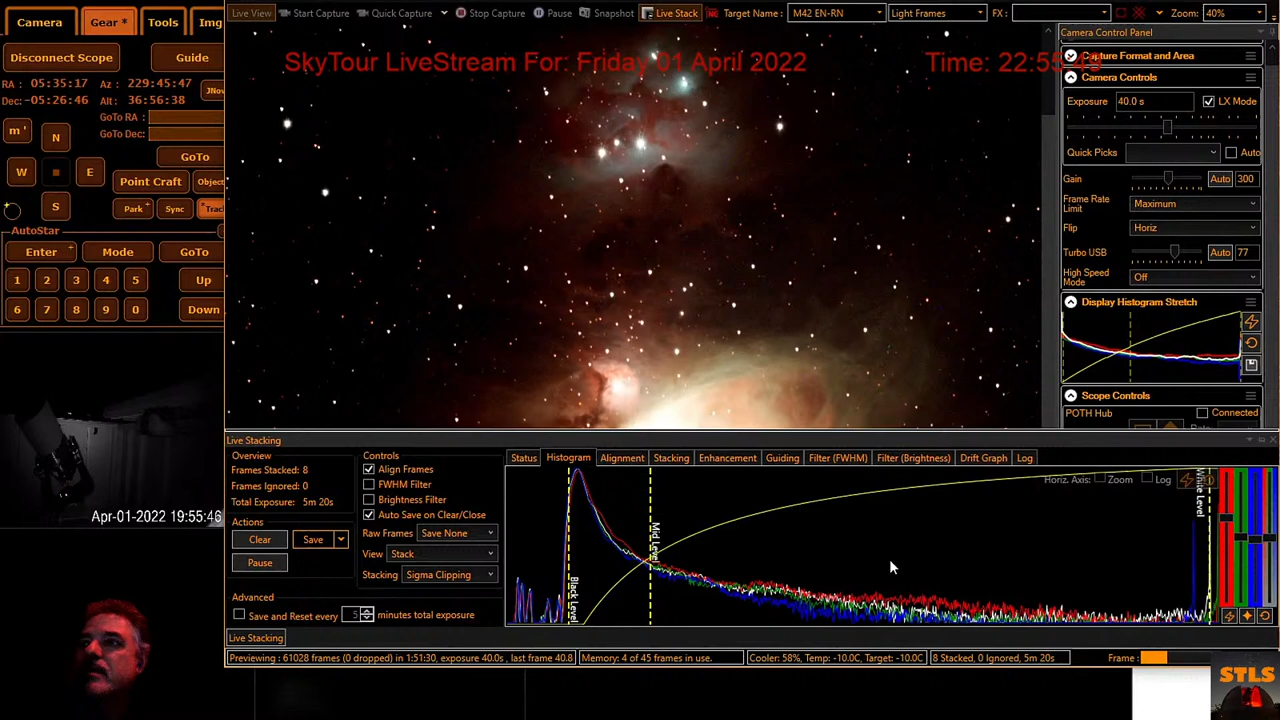 Camera
Gear *
Tools
Img
Live View
Start Capture
Quick Capture
Stop Capture
Pause
Snapshot
Live Stack
Target Name :
M42 EN-RN
Light Frames
FX :
Zoom: 40%
SkyTour LiveStream For: Friday 01 April 2022
Time: 22:55:
Disconnect Scope
Guide
RA : 05:35:17
Az : 229:45:47
Dec:-05:26:46
Alt : 36:56:38
JNow
GoTo RA :
GoTo Dec:
m '
N
W
E
S
GoTo
Point Craft
Object
Park +
Sync
Track
AutoStar
Enter +
Mode
GoTo
1
2
3
4
5
Up
6
7
8
9
0
Down
Apr-01-2022 19:55:46
Camera Control Panel
Capture Format and Area
Camera Controls
Exposure
40.0 s
LX Mode
Quick Picks
Auto
Gain
Auto
300
Frame Rate
Limit
Maximum
Flip
Horiz
Turbo USB
Auto
77
High Speed
Mode
Off
Display Histogram Stretch
Scope Controls
POTH Hub
Connected
Live Stacking
Overview
Frames Stacked: 8
Frames Ignored: 0
Total Exposure: 5m 20s
Actions
Clear
Save
Pause
Advanced
Save and Reset every
5
minutes total exposure
Controls
Align Frames
FWHM Filter
Brightness Filter
Auto Save on Clear/Close
Raw Frames
Save None
View
Stack
Stacking
Sigma Clipping
Status
Histogram
Alignment
Stacking
Enhancement
Guiding
Filter (FWHM)
Filter (Brightness)
Drift Graph
Log
Horiz. Axis:
Zoom
Log
Black Level
Mid Level
White Level
Live Stacking
Previewing : 61028 frames (0 dropped) in 1:51:30, exposure 40.0s , last frame 40.8
Memory: 4 of 45 frames in use.
Cooler: 58%, Temp: -10.0C, Target: -10.0C
8 Stacked, 0 Ignored, 5m 20s
Frame :
STLS